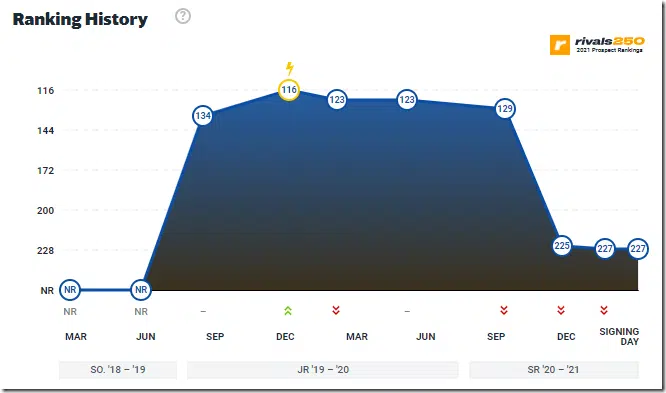 Ranking History ?
rivals250
2021 Prospect Rankings
116
144
172
200
228
NR
NR
NR
134
116
123
123
129
225
227
227
NR NR – –
MAR JUN SEP DEC MAR JUN SEP DEC SIGNING
DAY
SO. '18 – '19 JR '19 – '20 SR '20 – '21